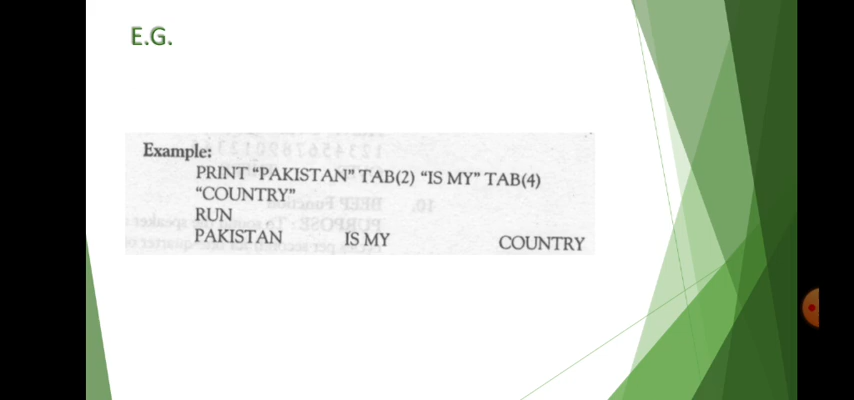 E.G.
Example:
PRINT “PAKISTAN” TAB(2) “IS MY” TAB(4)
“COUNTRY”
RUN
PAKISTAN IS MY COUNTRY